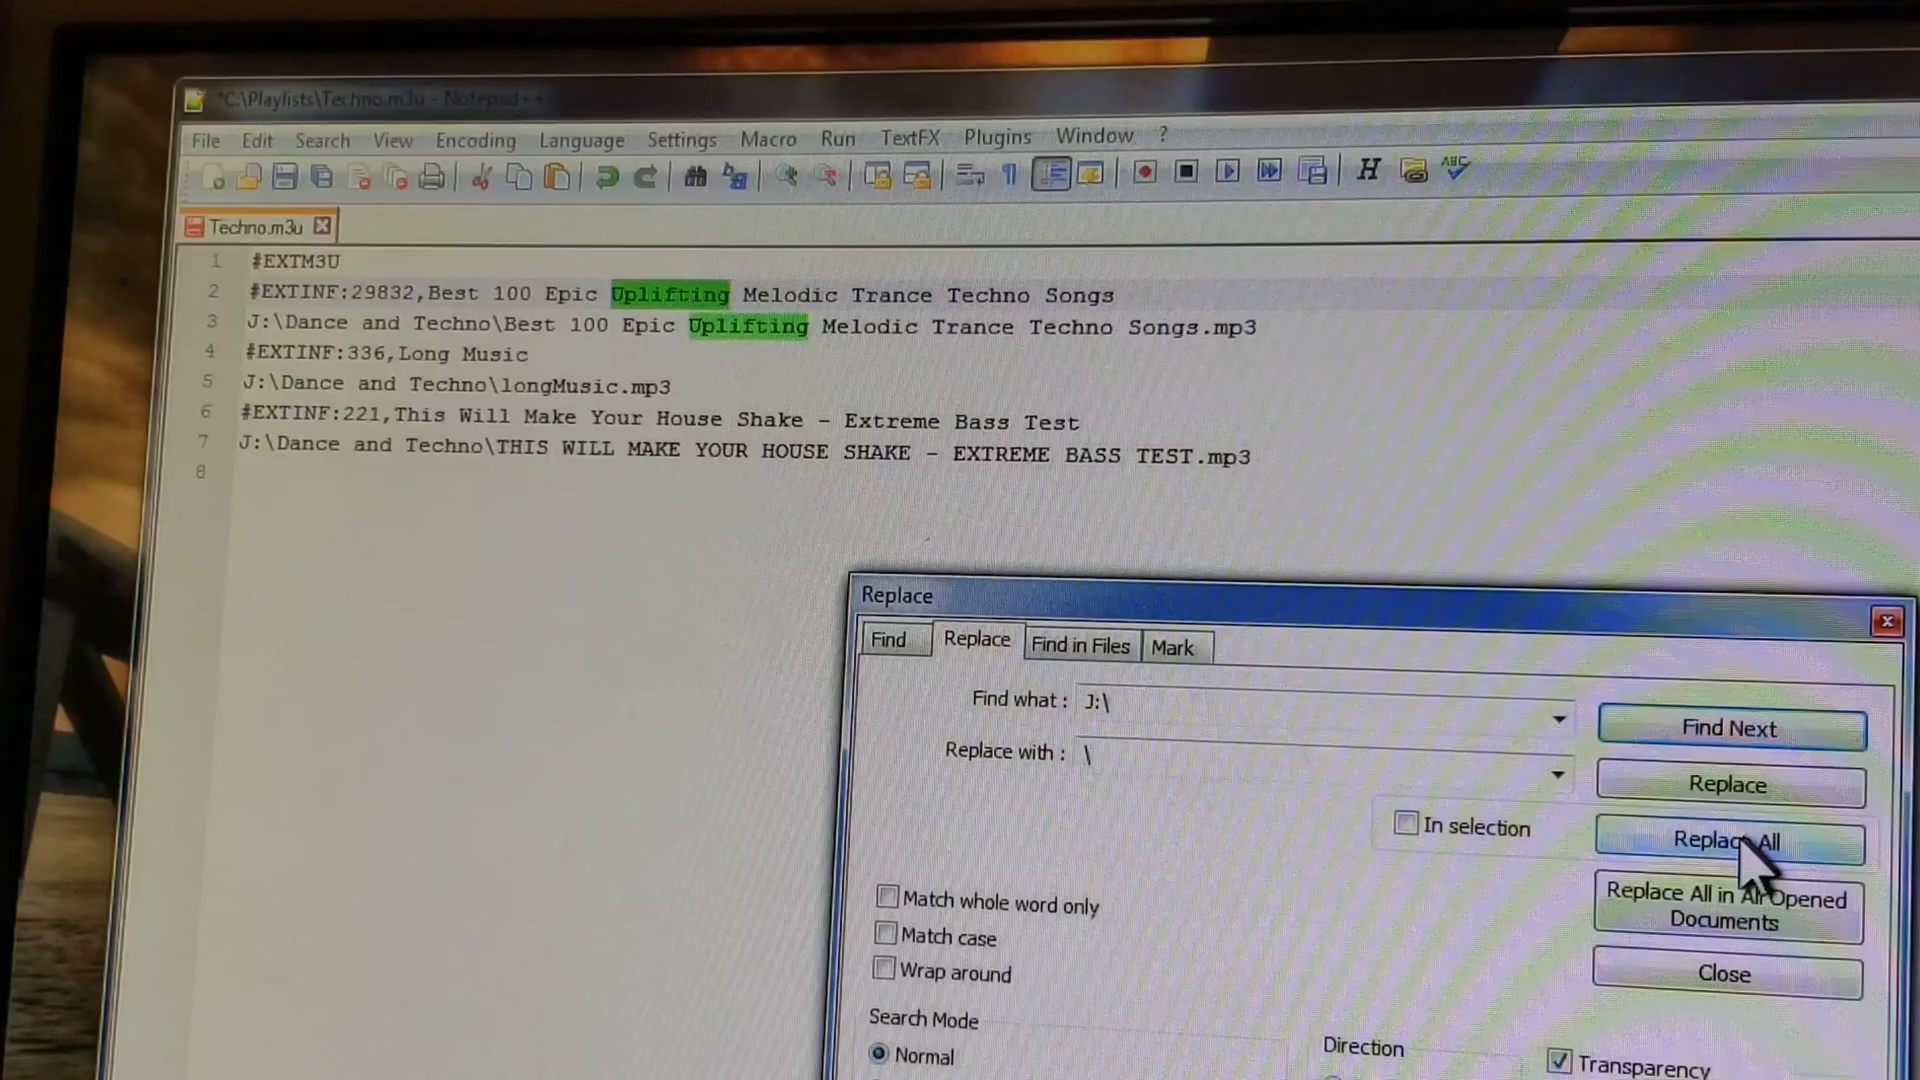 *C:\Playlists\Techno.m3u - Notepad++
File Edit Search View Encoding Language Settings Macro Run TextFX Plugins Window ?
H ABC
Techno.m3u
1 #EXTM3U
2 #EXTINF:29832,Best 100 Epic Uplifting Melodic Trance Techno Songs
3 J:\Dance and Techno\Best 100 Epic Uplifting Melodic Trance Techno Songs.mp3
4 #EXTINF:336,Long Music
5 J:\Dance and Techno\longMusic.mp3
6 #EXTINF:221,This Will Make Your House Shake - Extreme Bass Test
7 J:\Dance and Techno\THIS WILL MAKE YOUR HOUSE SHAKE - EXTREME BASS TEST.mp3
8
Replace
Find Replace Find in Files Mark
Find what : J:\
Find Next
Replace with : \
Replace
In selection
Replace All
Match whole word only
Replace All in All Opened
Documents
Match case
Wrap around
Close
Search Mode
Normal
Direction
Transparency